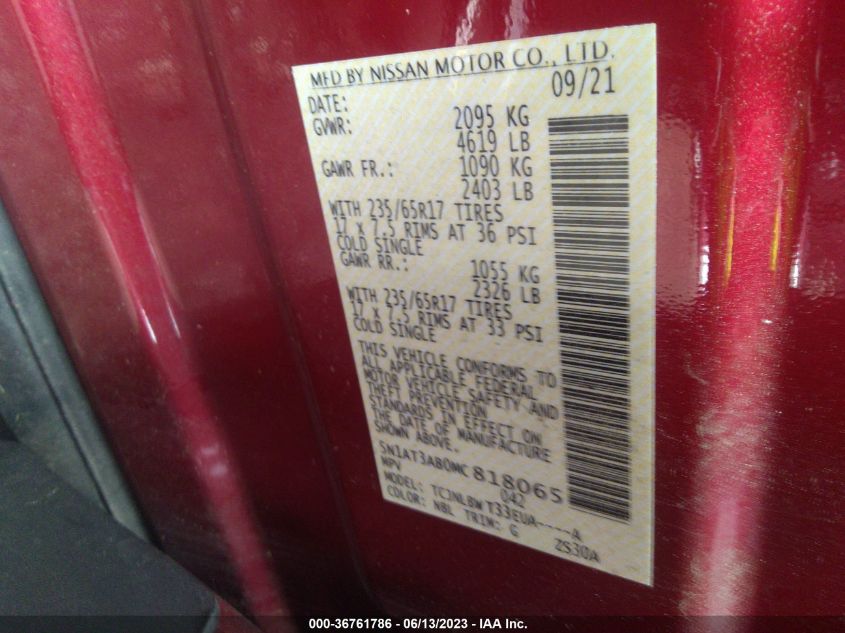 MFD BY NISSAN MOTOR CO., LTD.
DATE: 09/21
GVWR: 2095 KG
4619 LB
GAWR FR.: 1090 KG
2403 LB
WITH 235/65R17 TIRES
17 x 7.5 RIMS AT 36 PSI
COLD SINGLE
GAWR RR.: 1055 KG
2326 LB
WITH 235/65R17 TIRES
17 x 7.5 RIMS AT 33 PSI
COLD SINGLE
THIS VEHICLE CONFORMS TO
ALL APPLICABLE FEDERAL
MOTOR VEHICLE SAFETY AND
THEFT PREVENTION
STANDARDS IN EFFECT ON
THE DATE OF MANUFACTURE
SHOWN ABOVE.
5N1AT3AB0MC818065
MPV 042
MODEL: TCJNLBW T33EUA----A
COLOR: NBL TRIM: G ZS30A
000-36761786 - 06/13/2023 - IAA Inc.